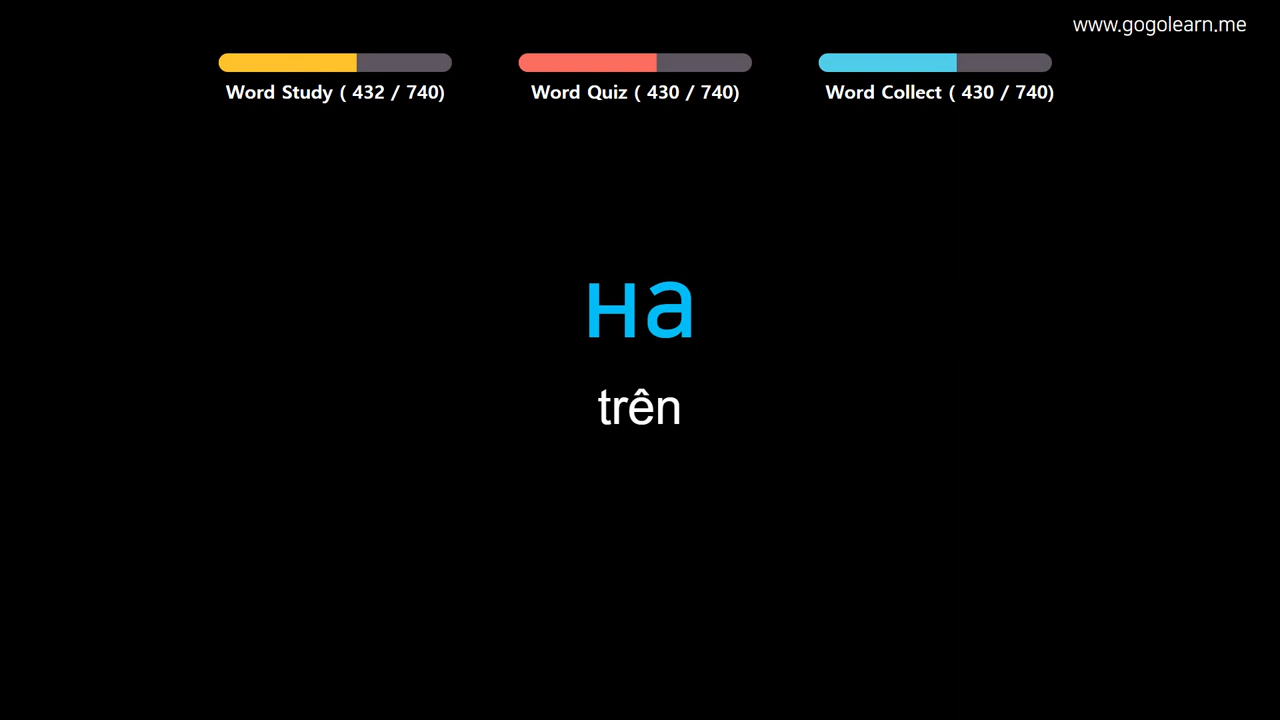 www.gogolearn.me
Word Study ( 432 / 740)
Word Quiz ( 430 / 740)
Word Collect ( 430 / 740)
на
trên